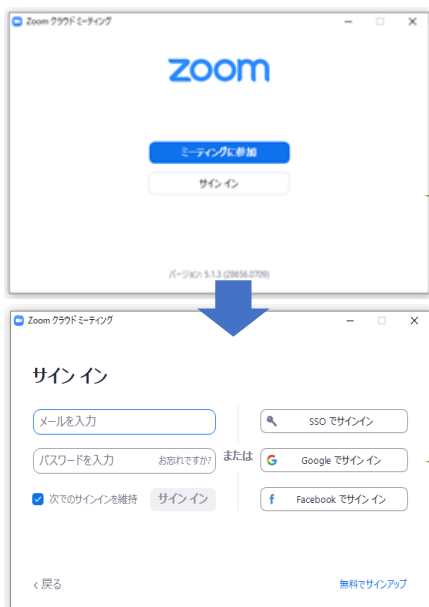 Zoom クラウド ミーティング
zoom
ミーティングに参加
サイン イン
バージョン: 5.1.3 (28656.0709)
Zoom クラウド ミーティング
サイン イン
メールを入力
パスワードを入力 お忘れですか?
次でのサインインを維持 サイン イン
または
SSO でサインイン
Google でサイン イン
Facebook でサイン イン
< 戻る
無料でサインアップ